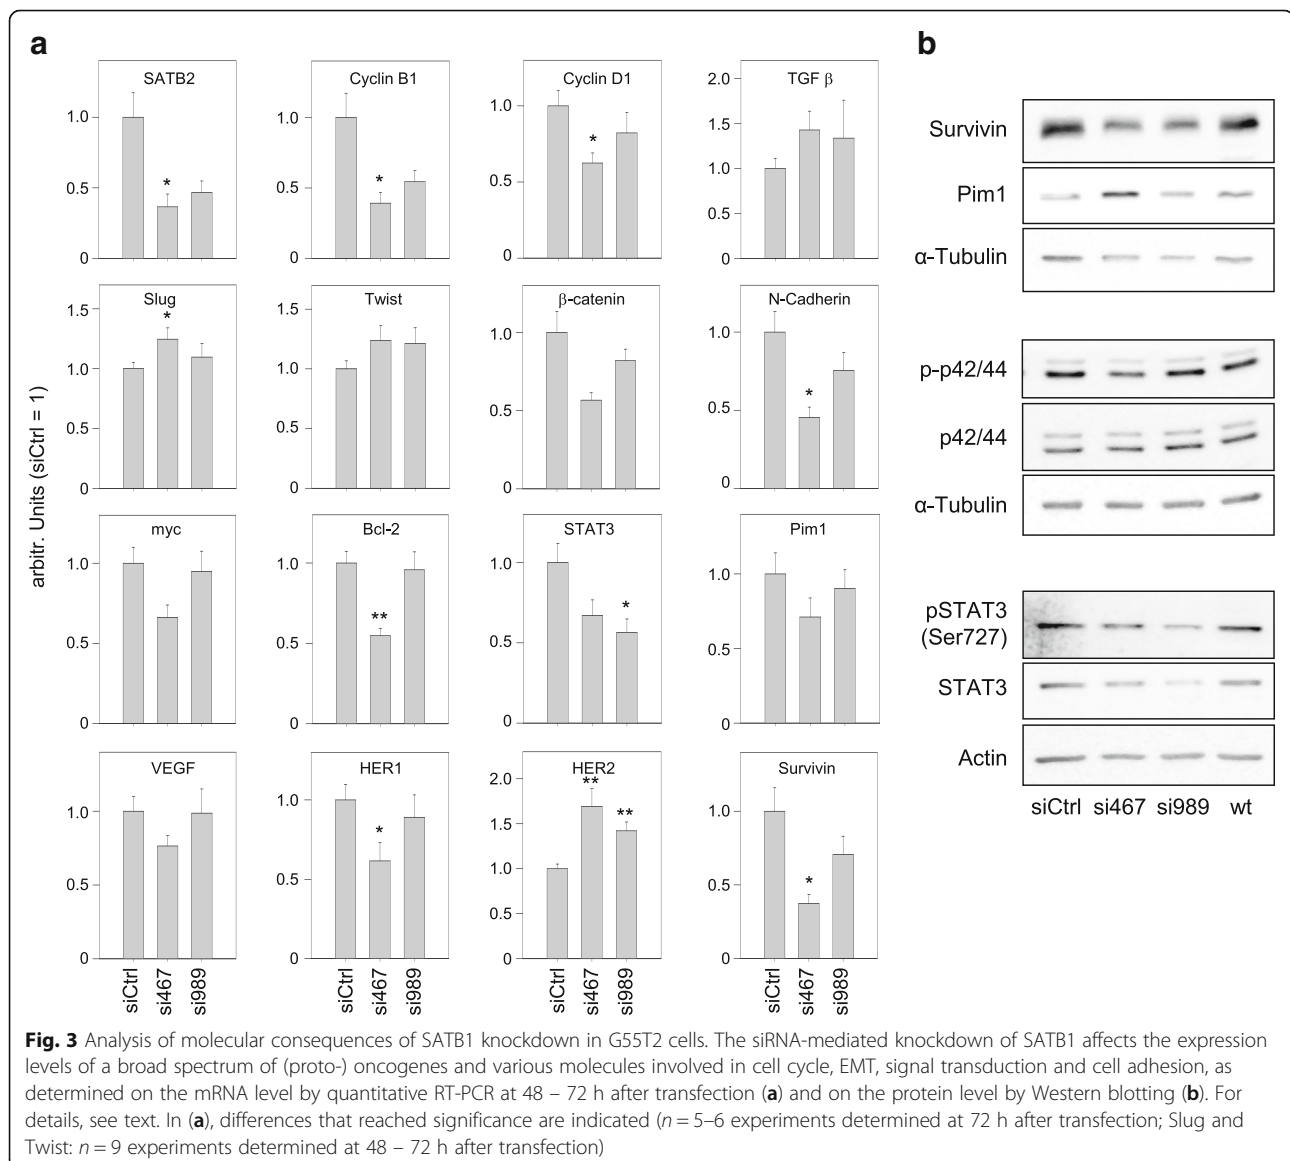 a
b
SATB2
1.0
0.5
0
*
Cyclin B1
1.0
0.5
0
*
Cyclin D1
1.0
0.5
0
*
TGF β
2.0
1.5
1.0
0.5
0
Slug
1.5
1.0
0.5
0
*
Twist
1.5
1.0
0.5
0
β-catenin
1.0
0.5
0
N-Cadherin
1.0
0.5
0
*
arbitr. Units (siCtrl = 1)
myc
1.0
0.5
0
Bcl-2
1.0
0.5
0
**
STAT3
1.0
0.5
0
*
Pim1
1.0
0.5
0
VEGF
1.0
0.5
0
HER1
1.0
0.5
0
*
HER2
2.0
1.5
1.0
0.5
0
**
**
Survivin
1.0
0.5
0
*
siCtrl si467 si989
siCtrl si467 si989
siCtrl si467 si989
siCtrl si467 si989
Survivin
Pim1
α-Tubulin
p-p42/44
p42/44
α-Tubulin
pSTAT3
(Ser727)
STAT3
Actin
siCtrl si467 si989 wt
Fig. 3 Analysis of molecular consequences of SATB1 knockdown in G55T2 cells. The siRNA-mediated knockdown of SATB1 affects the expression
levels of a broad spectrum of (proto-) oncogenes and various molecules involved in cell cycle, EMT, signal transduction and cell adhesion, as
determined on the mRNA level by quantitative RT-PCR at 48 – 72 h after transfection (a) and on the protein level by Western blotting (b). For
details, see text. In (a), differences that reached significance are indicated (n = 5–6 experiments determined at 72 h after transfection; Slug and
Twist: n = 9 experiments determined at 48 – 72 h after transfection)